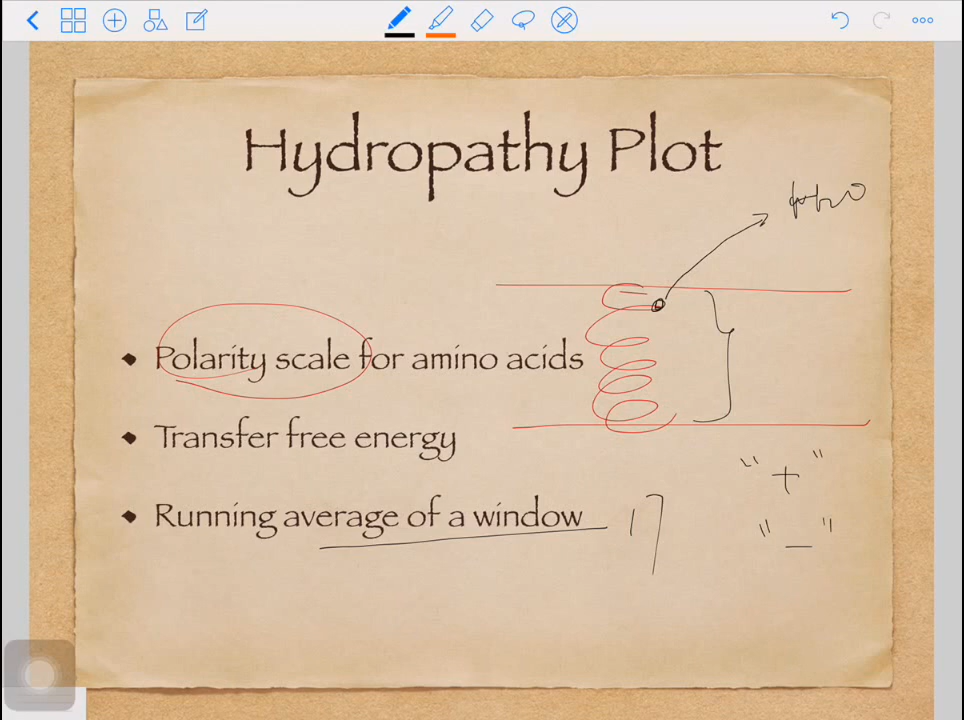 Hydropathy Plot
• Polarity scale for amino acids
• Transfer free energy
• Running average of a window 17
" + "
" − "